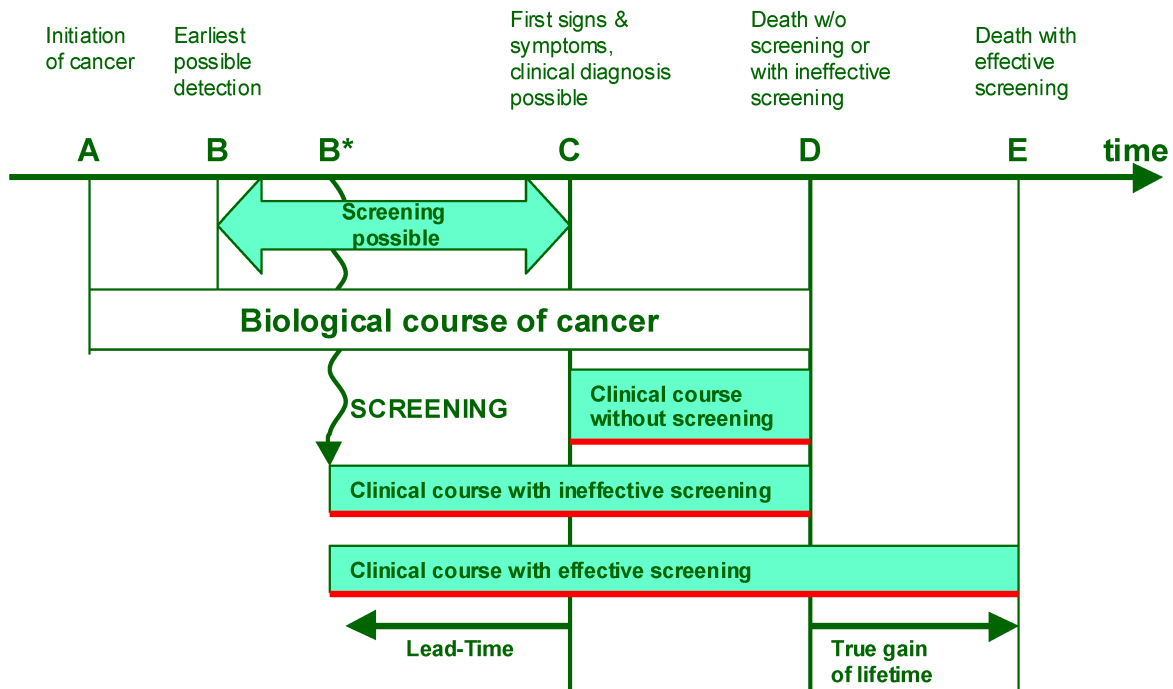 Initiation
of cancer
Earliest
possible
detection
First signs &
symptoms,
clinical diagnosis
possible
Death w/o
screening or
with ineffective
screening
Death with
effective
screening
A
B
B*
C
D
E
time
Screening
possible
Biological course of cancer
Clinical course
without screening
SCREENING
Clinical course with ineffective screening
Clinical course with effective screening
Lead-Time
True gain
of lifetime